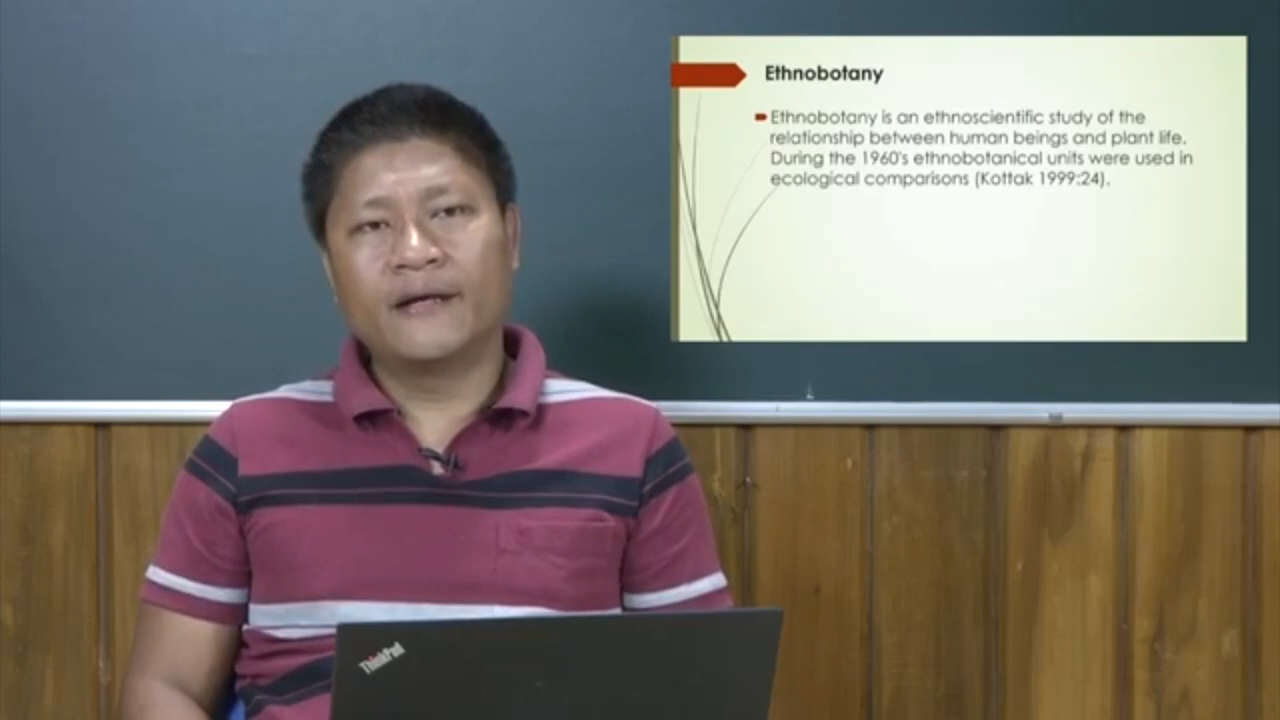 Ethnobotany
Ethnobotany is an ethnoscientific study of the
relationship between human beings and plant life.
During the 1960's ethnobotanical units were used in
ecological comparisons (Kottak 1999:24).
ThinkPad